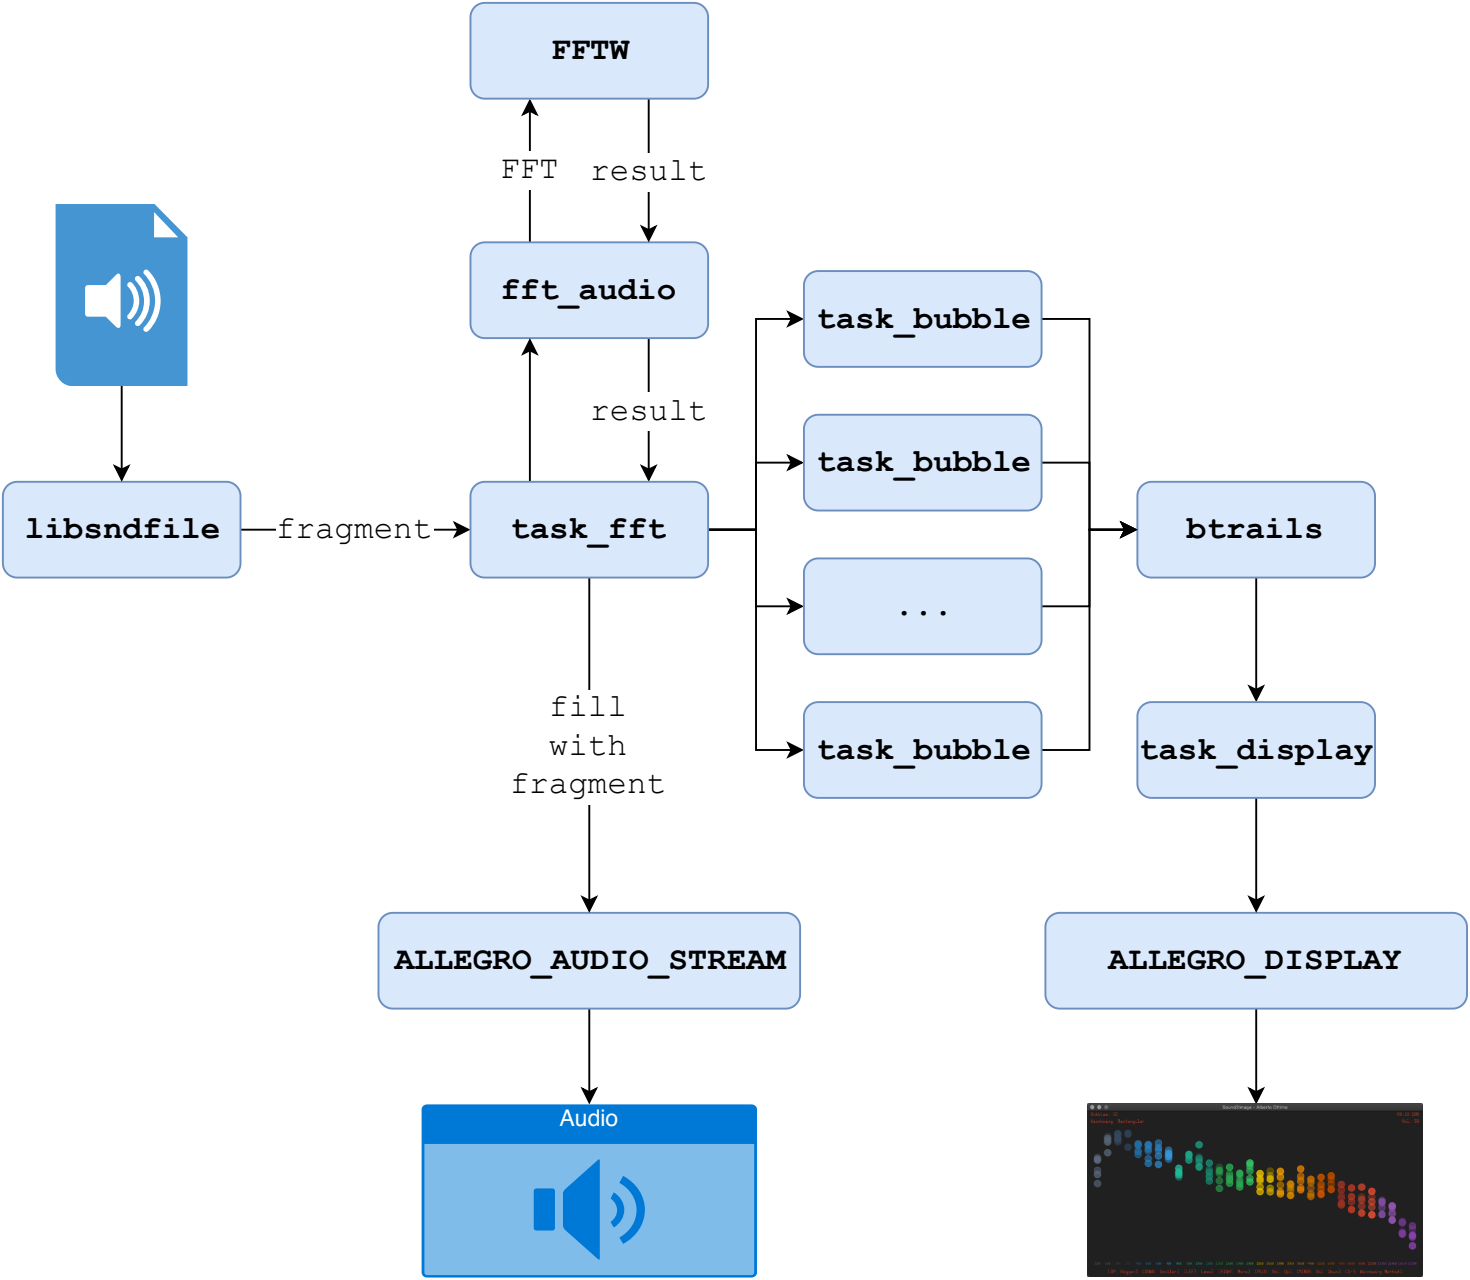 FFTW
FFT
result
fft_audio
task_bubble
result
task_bubble
libsndfile
fragment
task_fft
btrails
...
fill
with
fragment
task_bubble
task_display
ALLEGRO_AUDIO_STREAM
ALLEGRO_DISPLAY
Audio